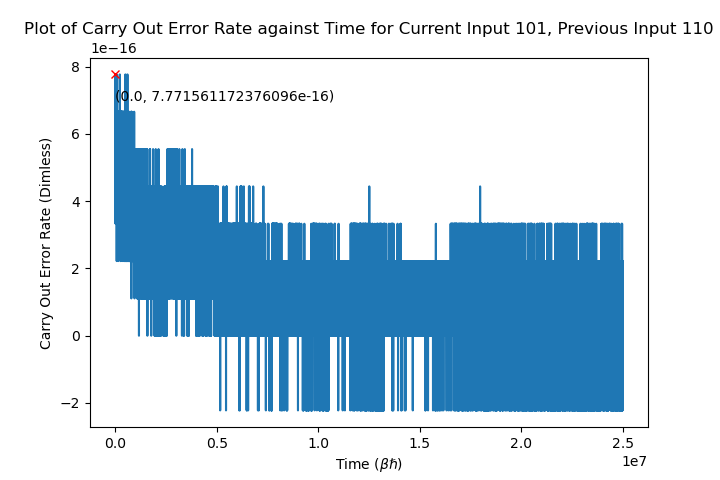 Plot of Carry Out Error Rate against Time for Current Input 101, Previous Input 110
1e−16
8
(0.0, 7.771561172376096e-16)
6
4
2
0
−2
Carry Out Error Rate (Dimless)
0.0 0.5 1.0 1.5 2.0 2.5
1e7
Time (βℏ)